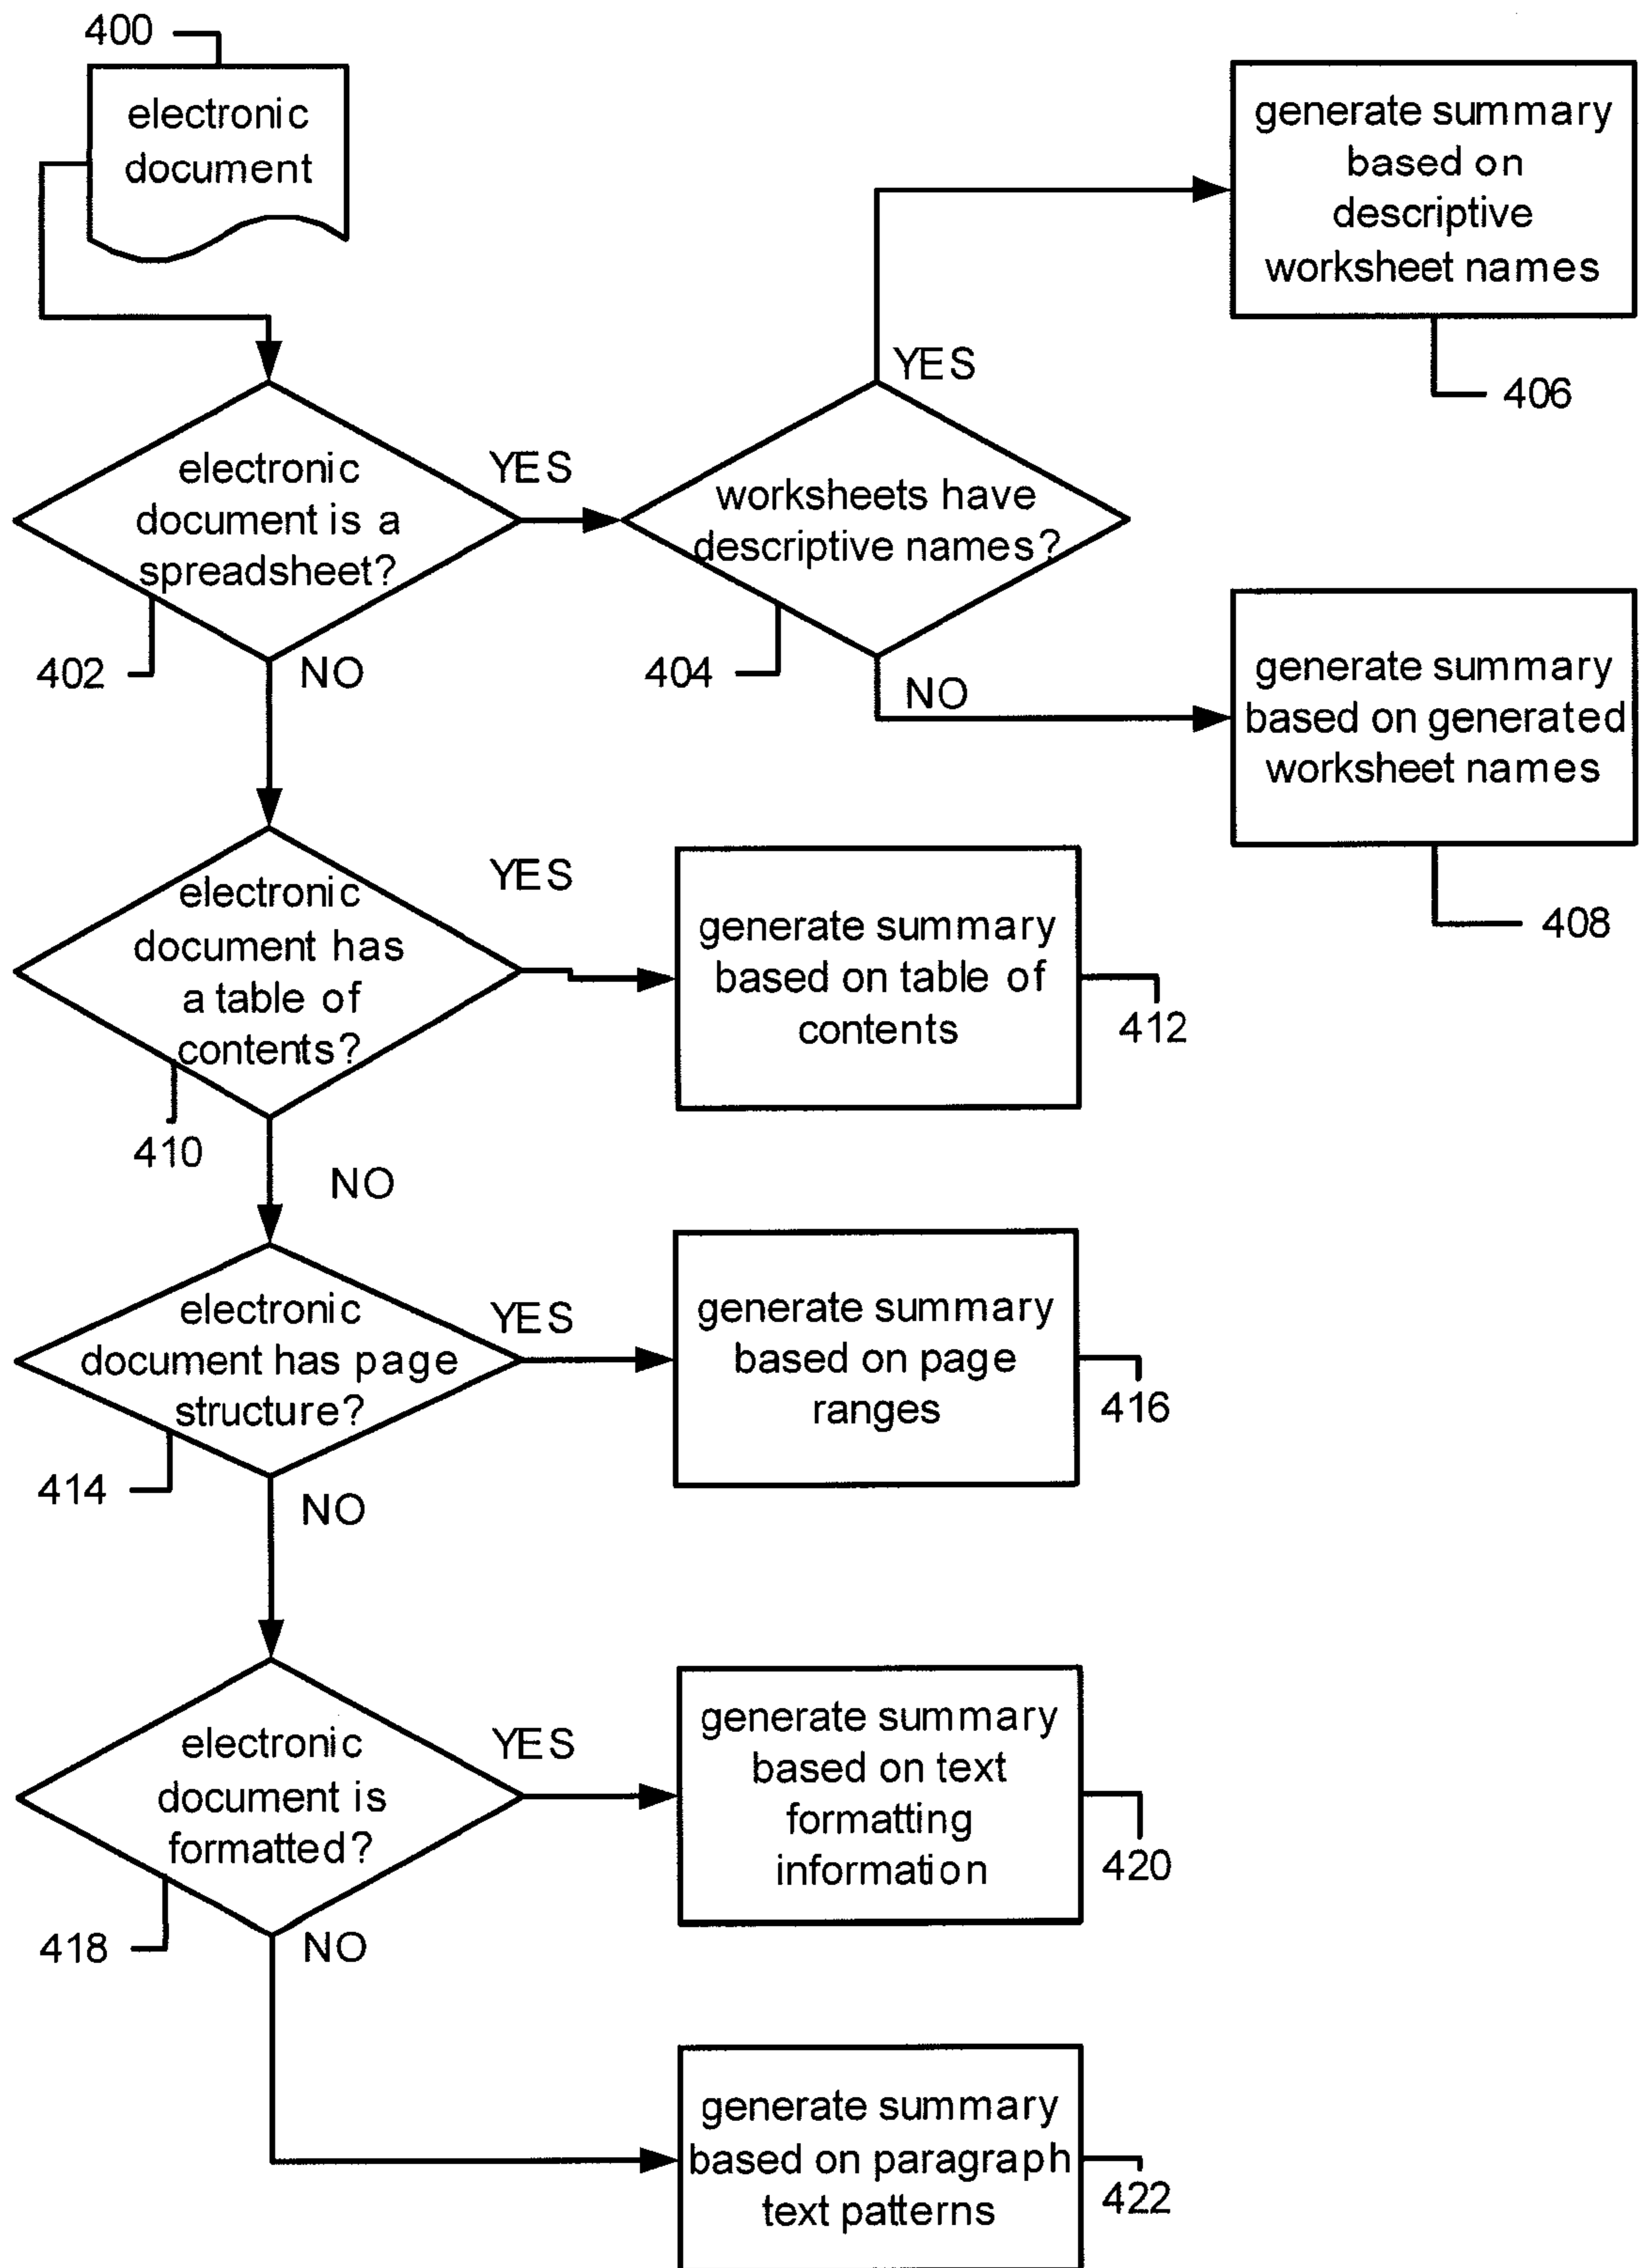 400
electronic
document
generate summary
based on
descriptive
worksheet names
406
YES
electronic
document is a
spreadsheet?
YES
worksheets have
descriptive names?
402
NO
404
NO
generate summary
based on generated
worksheet names
408
electronic
document has
a table of
contents?
YES
410
NO
generate summary
based on table of
contents
412
electronic
document has page
structure?
YES
414
NO
generate summary
based on page
ranges
416
electronic
document is
formatted?
YES
418
NO
generate summary
based on text
formatting
information
420
generate summary
based on paragraph
text patterns
422